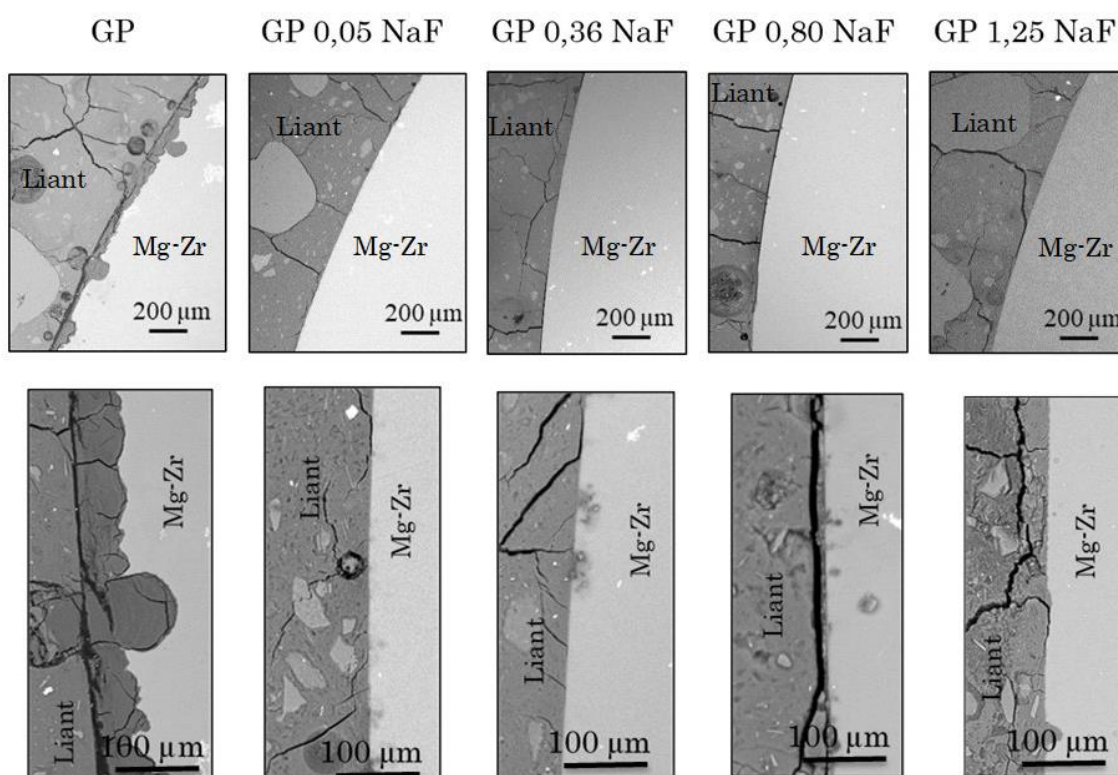 GP
GP 0,05 NaF
GP 0,36 NaF
GP 0,80 NaF
GP 1,25 NaF
Liant
Mg-Zr
200 µm
Liant
Mg-Zr
200 µm
Liant
Mg-Zr
200 µm
Liant
Mg-Zr
200 µm
Liant
Mg-Zr
200 µm
Mg-Zr
Liant
100 µm
Liant
Mg-Zr
100 µm
Mg-Zr
Liant
100 µm
Mg-Zr
Liant
100 µm
Mg-Zr
Liant
100 µm